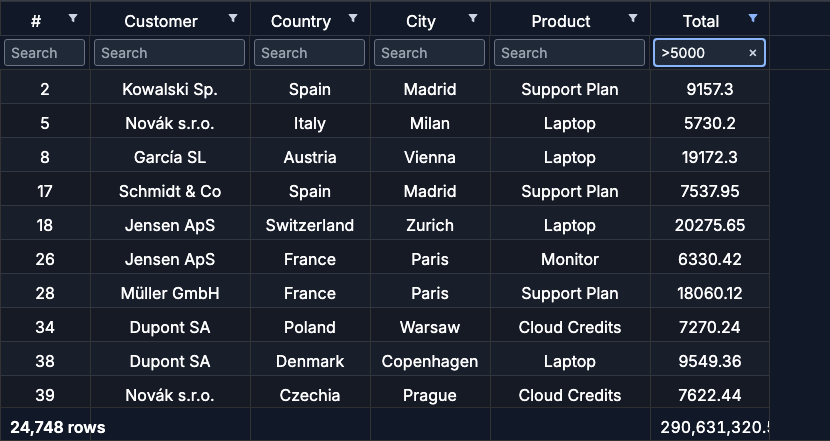 # Customer Country City Product Total
Search Search Search Search Search >5000 ×
2 Kowalski Sp. Spain Madrid Support Plan 9157.3
5 Novák s.r.o. Italy Milan Laptop 5730.2
8 García SL Austria Vienna Laptop 19172.3
17 Schmidt & Co Spain Madrid Support Plan 7537.95
18 Jensen ApS Switzerland Zurich Laptop 20275.65
26 Jensen ApS France Paris Monitor 6330.42
28 Müller GmbH France Paris Support Plan 18060.12
34 Dupont SA Poland Warsaw Cloud Credits 7270.24
38 Dupont SA Denmark Copenhagen Laptop 9549.36
39 Novák s.r.o. Czechia Prague Cloud Credits 7622.44
24,748 rows